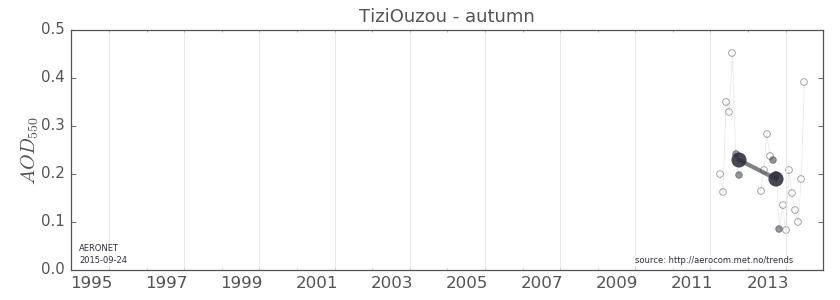 TiziOuzou - autumn
0.5
0.4
0.3
0.2
0.1
0.0
AOD550
AERONET
2015-09-24
source: http://aerocom.met.no/trends
1995 1997 1999 2001 2003 2005 2007 2009 2011 2013